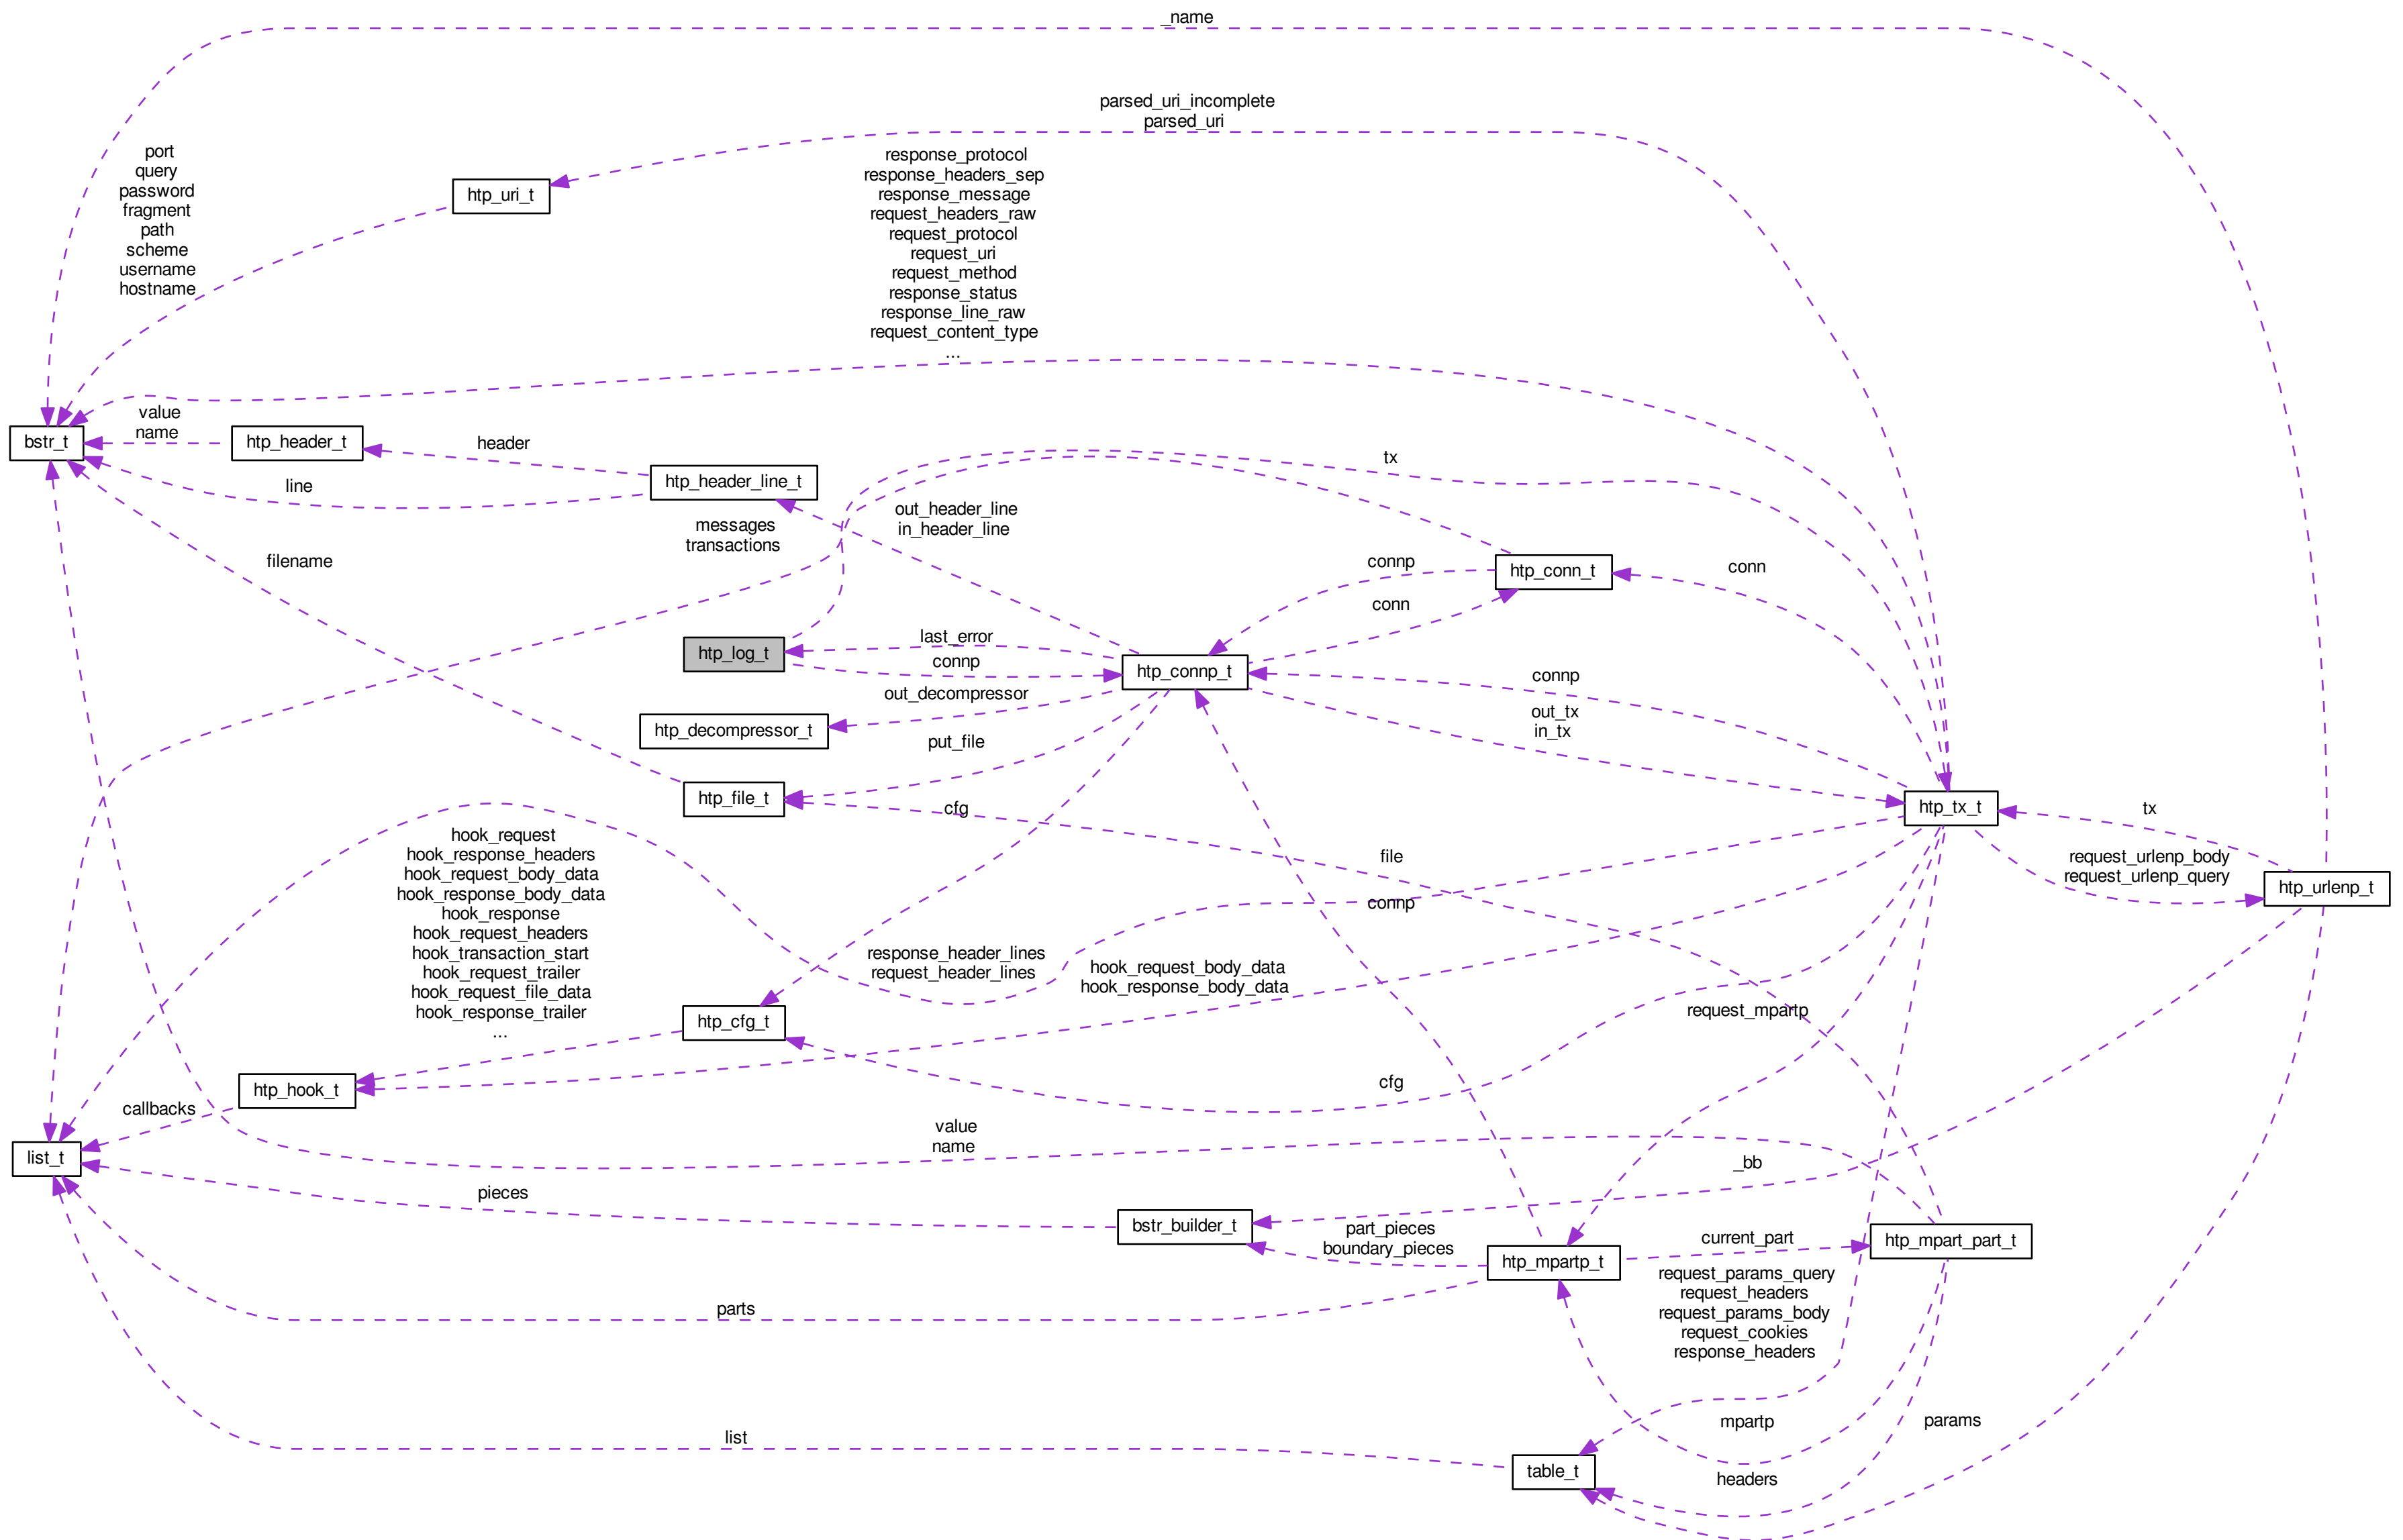 _name
parsed_uri_incomplete
parsed_uri
port
query
password
fragment
path
scheme
username
hostname
htp_uri_t
response_protocol
response_headers_sep
response_message
request_headers_raw
request_protocol
request_uri
request_method
response_status
response_line_raw
request_content_type
...
bstr_t
value
name
htp_header_t
header
line
htp_header_line_t
tx
messages
transactions
out_header_line
in_header_line
filename
connp
htp_conn_t
conn
conn
htp_log_t
last_error
connp
htp_connp_t
connp
out_decompressor
htp_decompressor_t
out_tx
in_tx
put_file
htp_file_t
cfg
htp_tx_t
tx
hook_request
hook_response_headers
hook_request_body_data
hook_response_body_data
hook_response
hook_request_headers
hook_transaction_start
hook_request_trailer
hook_request_file_data
hook_response_trailer
...
file
request_urlenp_body
request_urlenp_query
htp_urlenp_t
connp
response_header_lines
request_header_lines
hook_request_body_data
hook_response_body_data
request_mpartp
htp_cfg_t
cfg
htp_hook_t
callbacks
list_t
value
name
_bb
pieces
bstr_builder_t
part_pieces
boundary_pieces
htp_mpartp_t
current_part
htp_mpart_part_t
parts
request_params_query
request_headers
request_params_body
request_cookies
response_headers
list
mpartp
params
table_t
headers